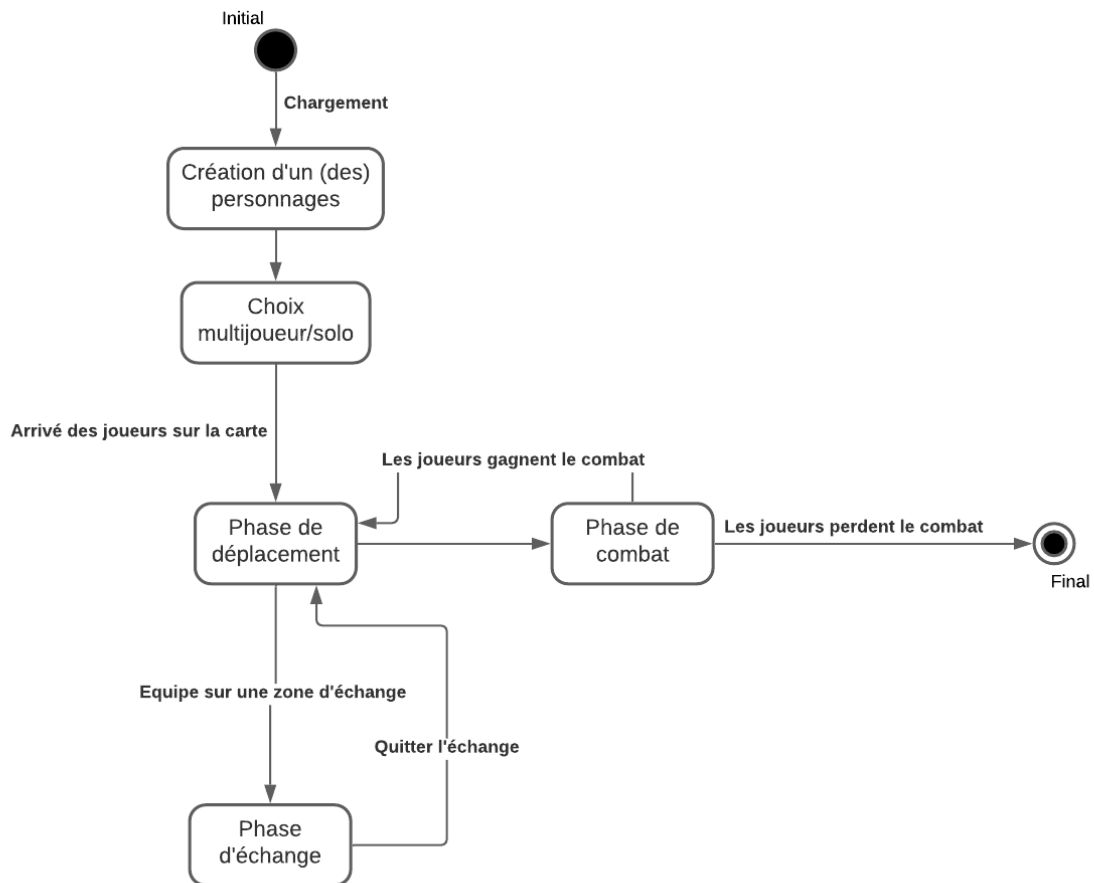 Initial
Chargement
Création d'un (des)
personnages
Choix
multijoueur/solo
Arrivé des joueurs sur la carte
Les joueurs gagnent le combat
Phase de
déplacement
Phase de
combat
Les joueurs perdent le combat
Final
Equipe sur une zone d'échange
Quitter l'échange
Phase
d'échange